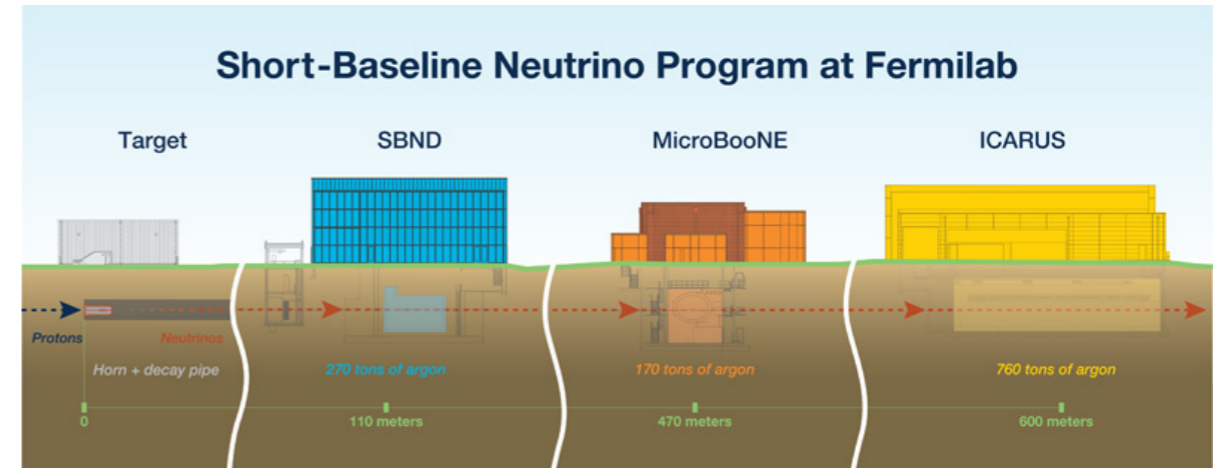 Short-Baseline Neutrino Program at Fermilab
Target
SBND
MicroBooNE
ICARUS
Protons
Neutrinos
Horn + decay pipe
270 tons of argon
170 tons of argon
760 tons of argon
0
110 meters
470 meters
600 meters